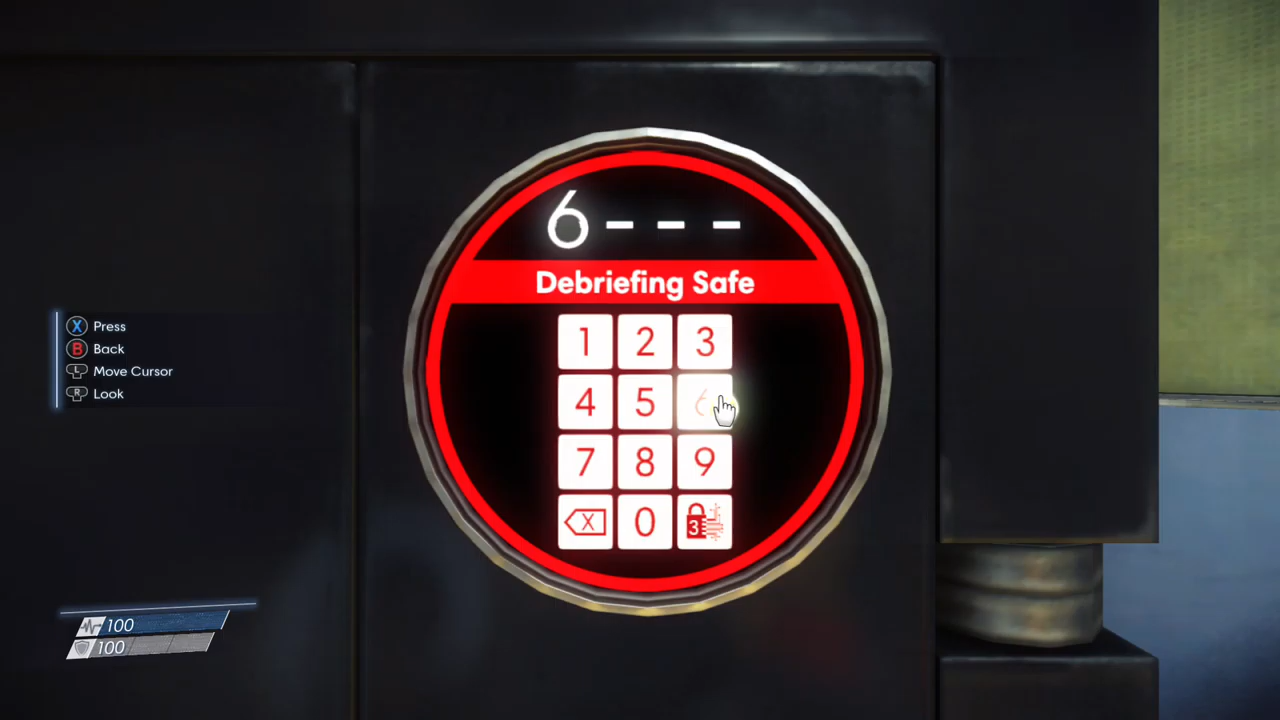 6 - - -
Debriefing Safe
1 2 3
4 5 6
7 8 9
X 0 3
X Press
B Back
L Move Cursor
R Look
100
100